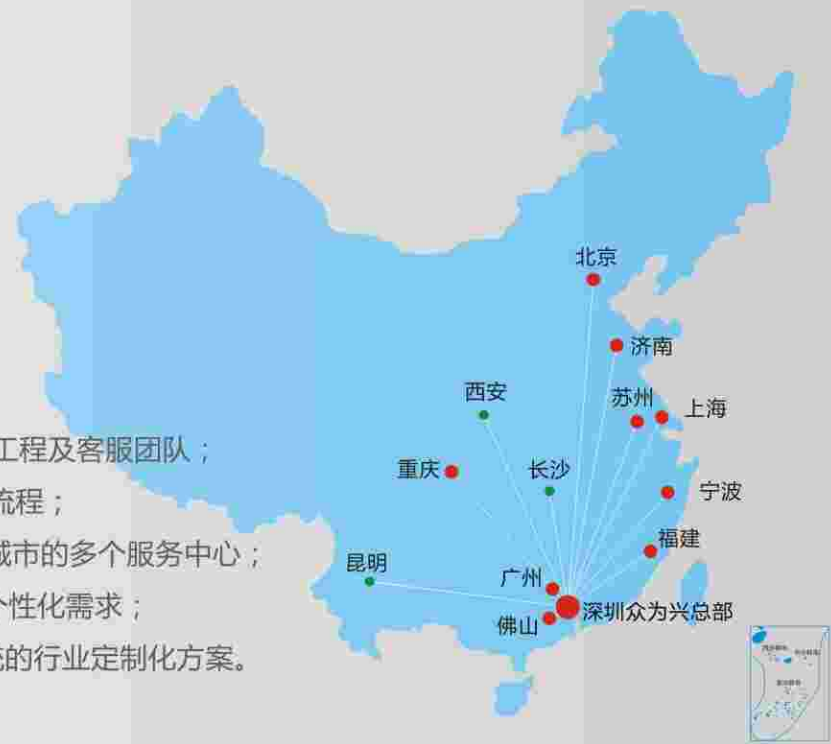 北京
济南
西安
苏州
上海
工程及客服团队；
重庆
长沙
流程；
宁波
福建
城市的多个服务中心；
昆明
广州
个性化需求；
深圳众为兴总部
佛山
统的行业定制化方案。